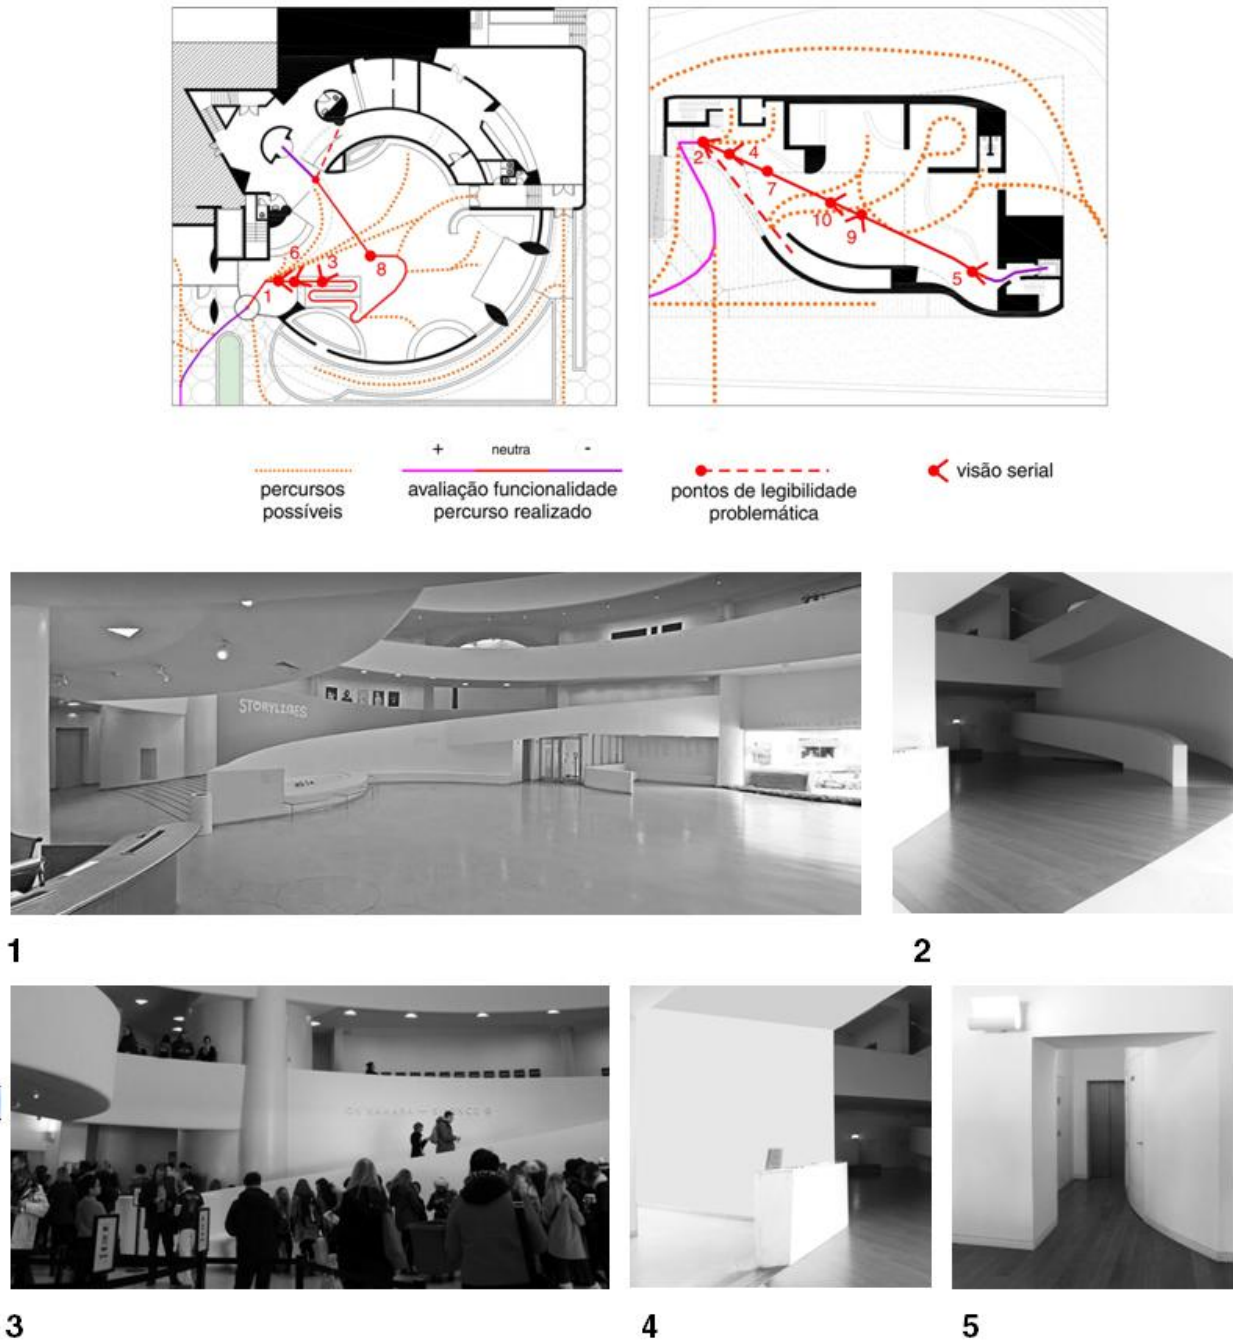 6
3
1
8
2
4
7
10
9
5
+ neutra -
percursos
possíveis
avaliação funcionalidade
percurso realizado
pontos de legibilidade
problemática
visão serial
STORYLINES
1
2
3
4
5